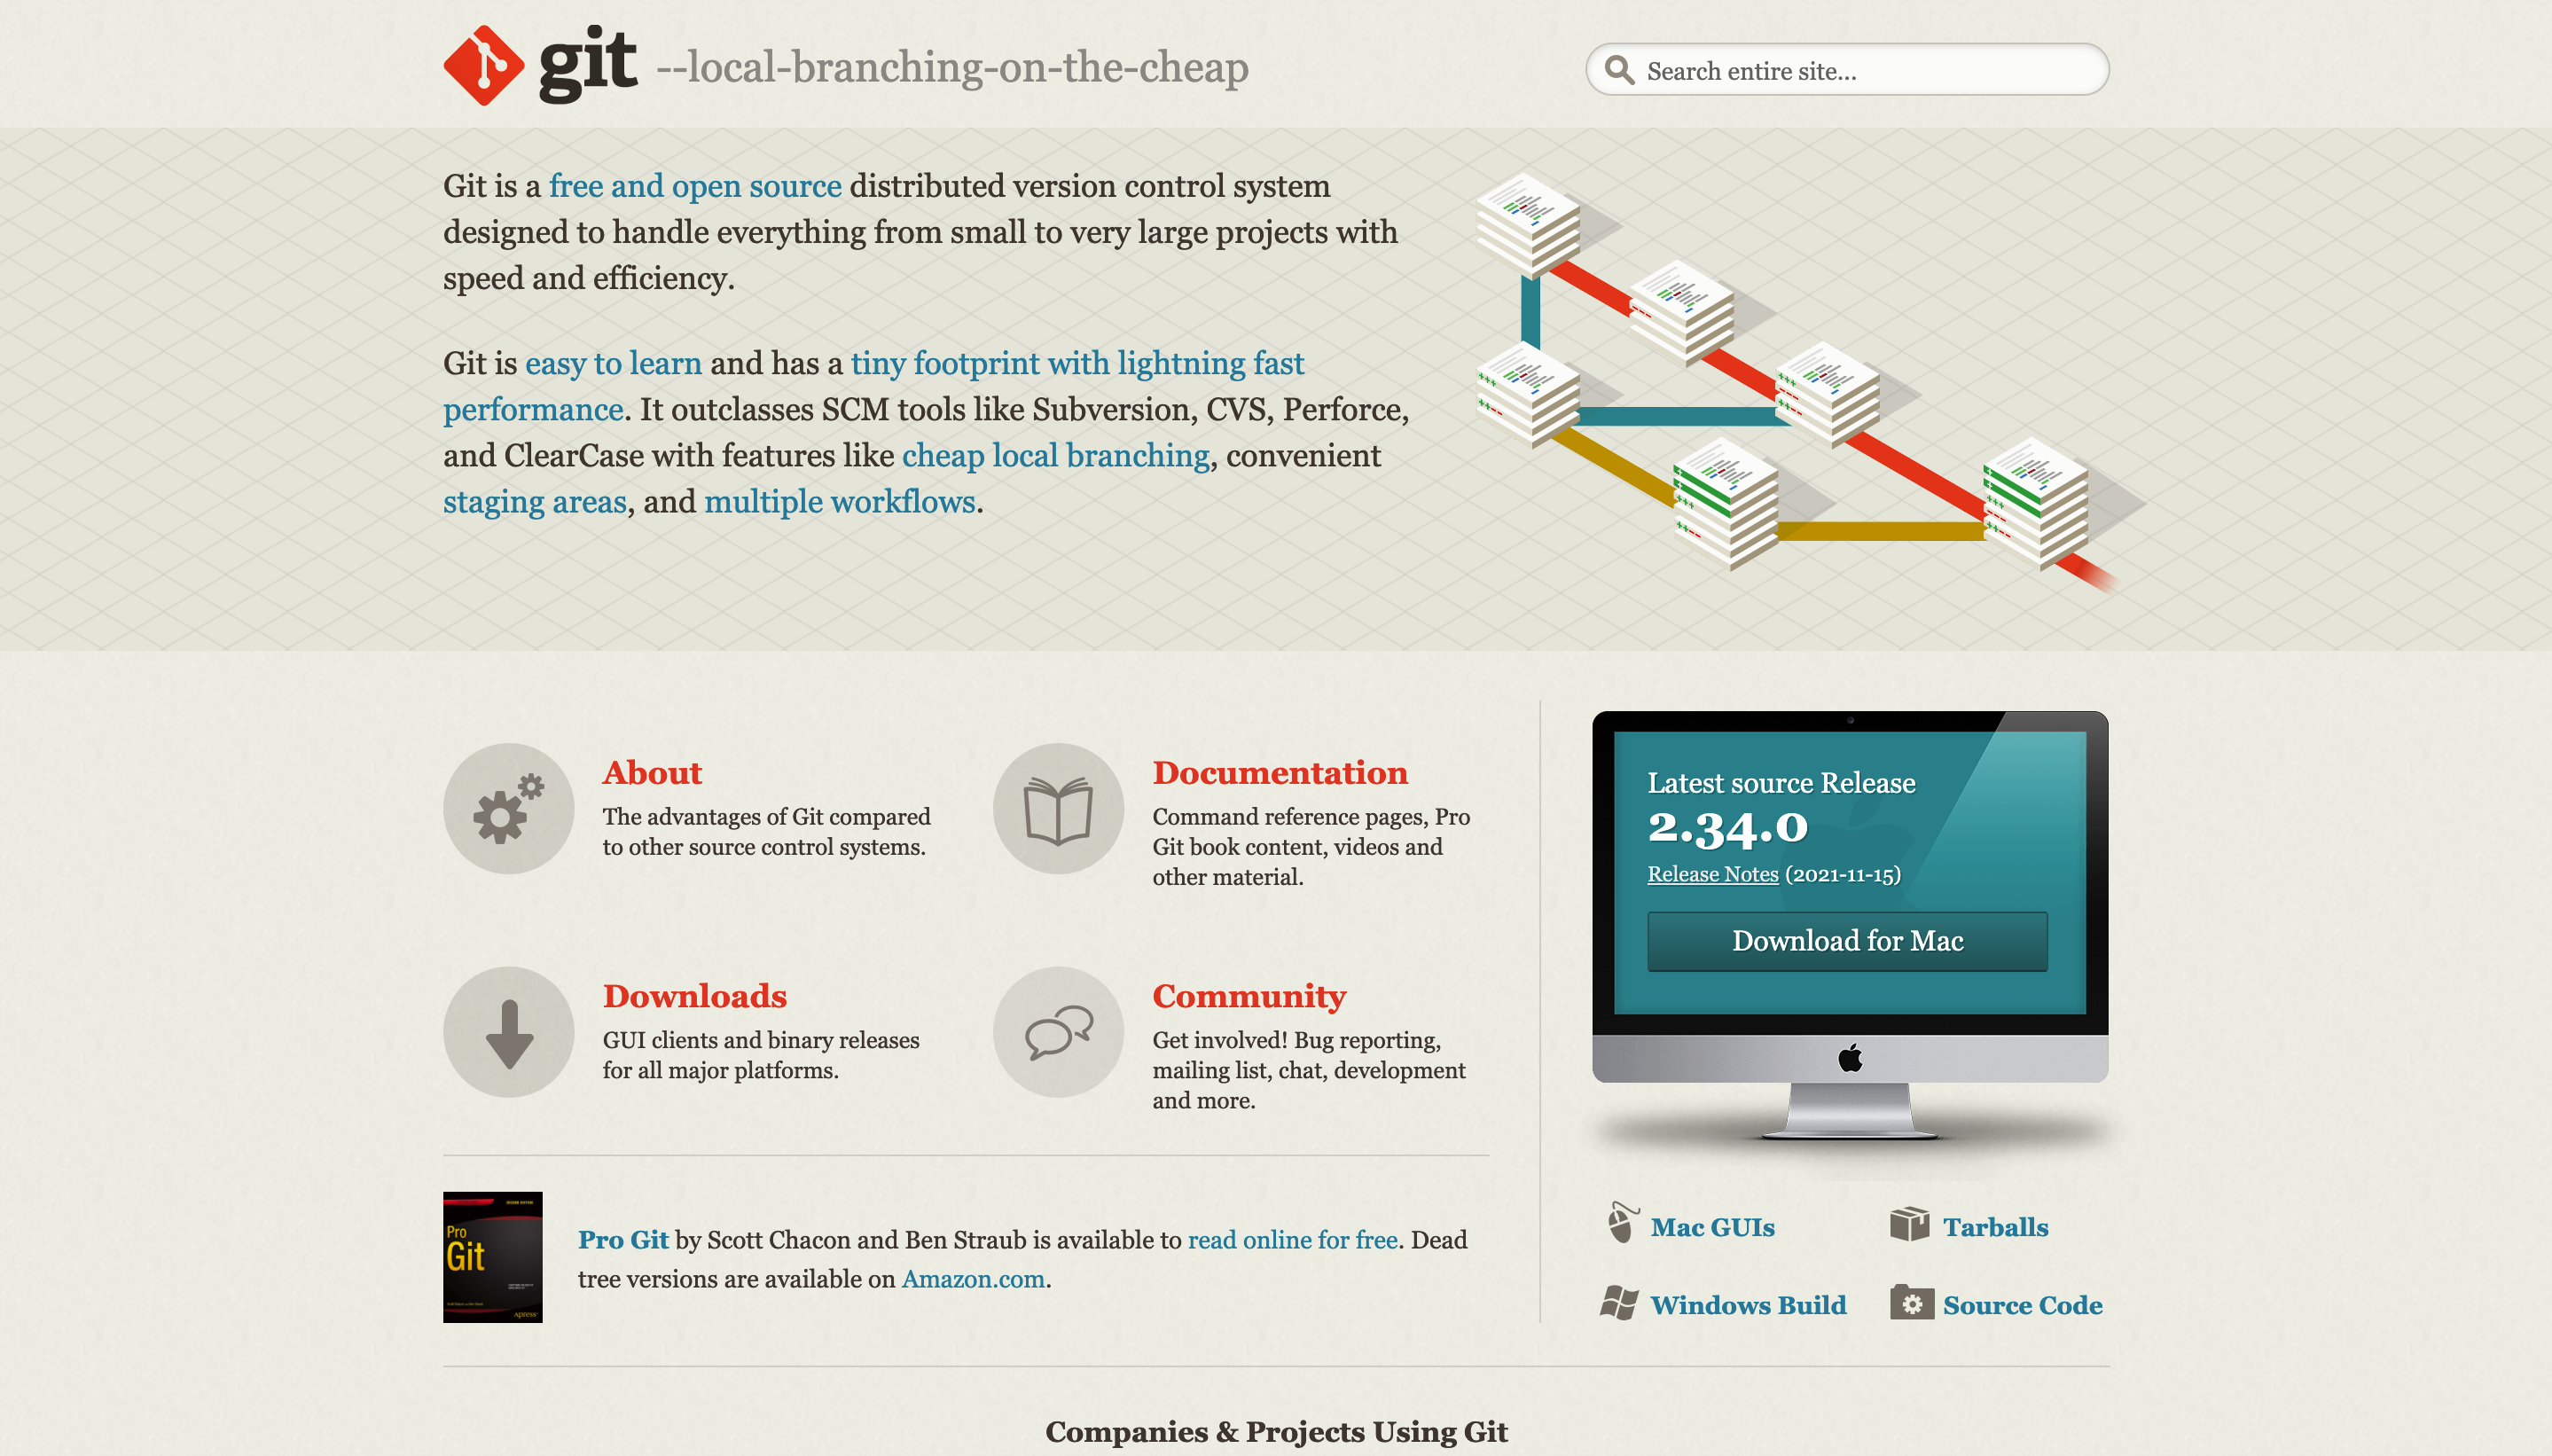 git --local-branching-on-the-cheap
Search entire site...
Git is a free and open source distributed version control system
designed to handle everything from small to very large projects with
speed and efficiency.
Git is easy to learn and has a tiny footprint with lightning fast
performance. It outclasses SCM tools like Subversion, CVS, Perforce,
and ClearCase with features like cheap local branching, convenient
staging areas, and multiple workflows.
About
The advantages of Git compared
to other source control systems.
Documentation
Command reference pages, Pro
Git book content, videos and
other material.
Downloads
GUI clients and binary releases
for all major platforms.
Community
Get involved! Bug reporting,
mailing list, chat, development
and more.
Pro
Git
Apress
Pro Git by Scott Chacon and Ben Straub is available to read online for free. Dead
tree versions are available on Amazon.com.
Latest source Release
2.34.0
Release Notes (2021-11-15)
Download for Mac
Mac GUIs
Tarballs
Windows Build
Source Code
Companies & Projects Using Git